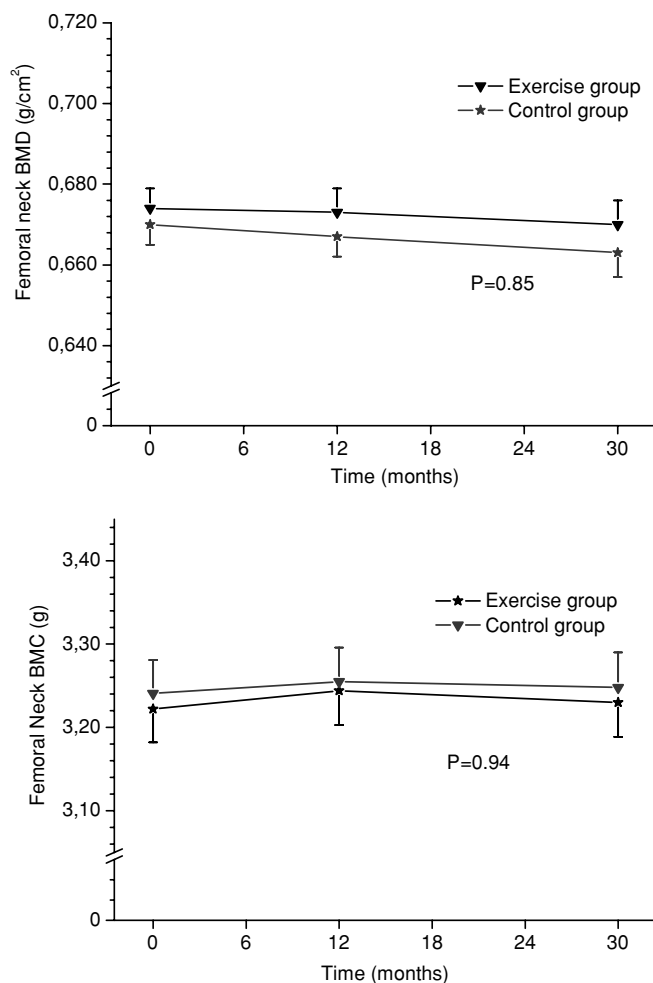 0,720
0,700
0,680
0,660
0,640
0
Femoral neck BMD (g/cm²)
Exercise group
Control group
P=0.85
0 6 12 18 24 30
Time (months)
3,40
3,30
3,20
3,10
0
Femoral Neck BMC (g)
Exercise group
Control group
P=0.94
0 6 12 18 24 30
Time (months)